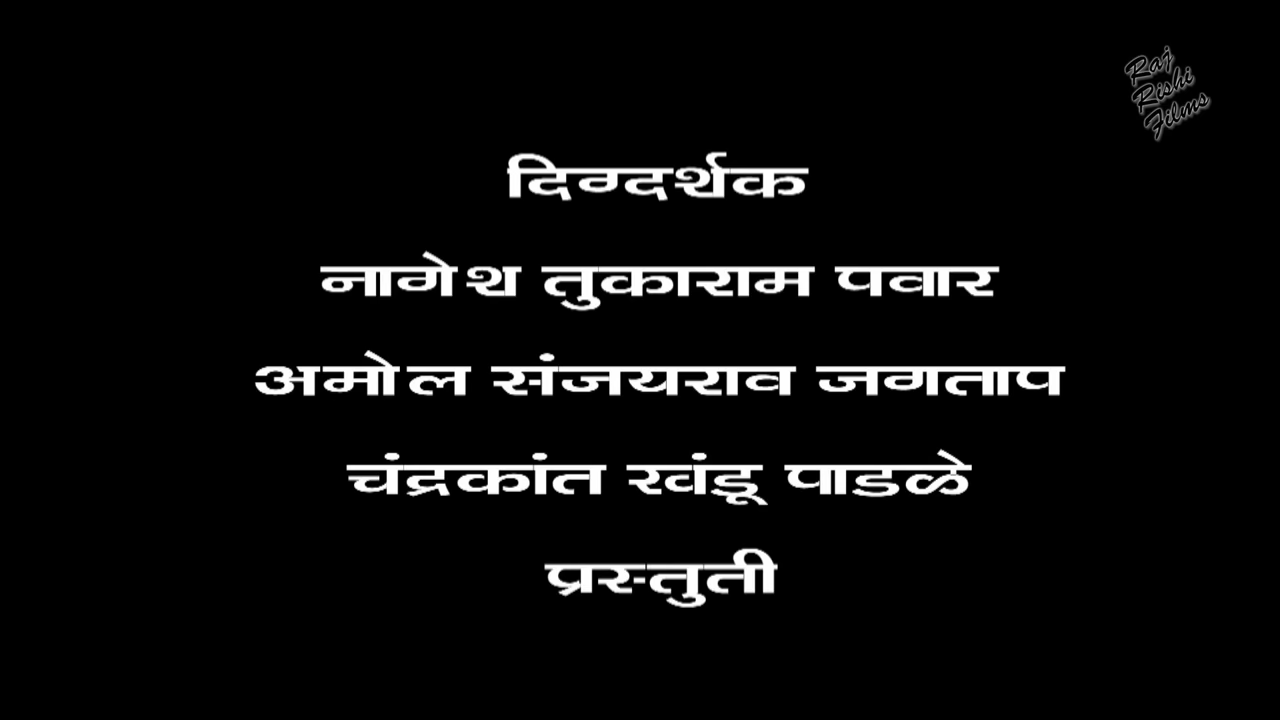 Raj
Rishi
Films
दिग्दर्शक
नागेश तुकाराम पवार
अमोल संजयराव जगताप
चंद्रकांत खंडू पाडळे
प्रस्तुती